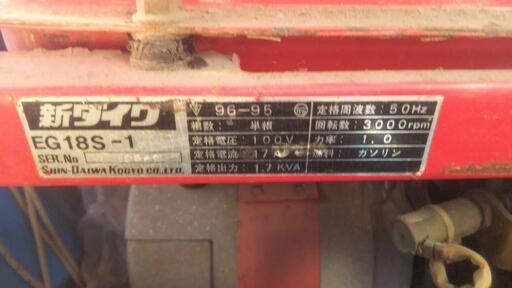 新ダイワ
EG18S-1
SER.No
SHIN-DAIWA KOGYO CO.,LTD.
▽ 96-95
相数: 単相
定格電圧: 100V
定格電流: 17A
定格出力: 1.7KVA
定格周波数: 50Hz
回転数: 3000rpm
力率: 1.0
燃料: ガソリン